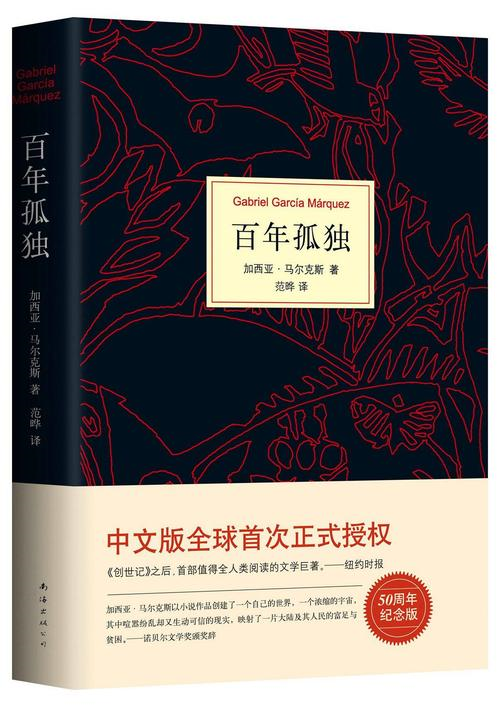 Gabriel
García
Márquez
百年孤独
加西亚·马尔克斯 著
范晔 译
南海出版公司
Gabriel García Márquez
百年孤独
加西亚·马尔克斯 著
范晔 译
中文版全球首次正式授权
《创世记》之后,首部值得全人类阅读的文学巨著。——纽约时报
加西亚·马尔克斯以小说作品创建了一个自己的世界,一个浓缩的宇宙,
其中喧嚣纷乱却又生动可信的现实,映射了一片大陆及其人民的富足与
贫困。——诺贝尔文学奖颁奖辞
50周年
纪念版